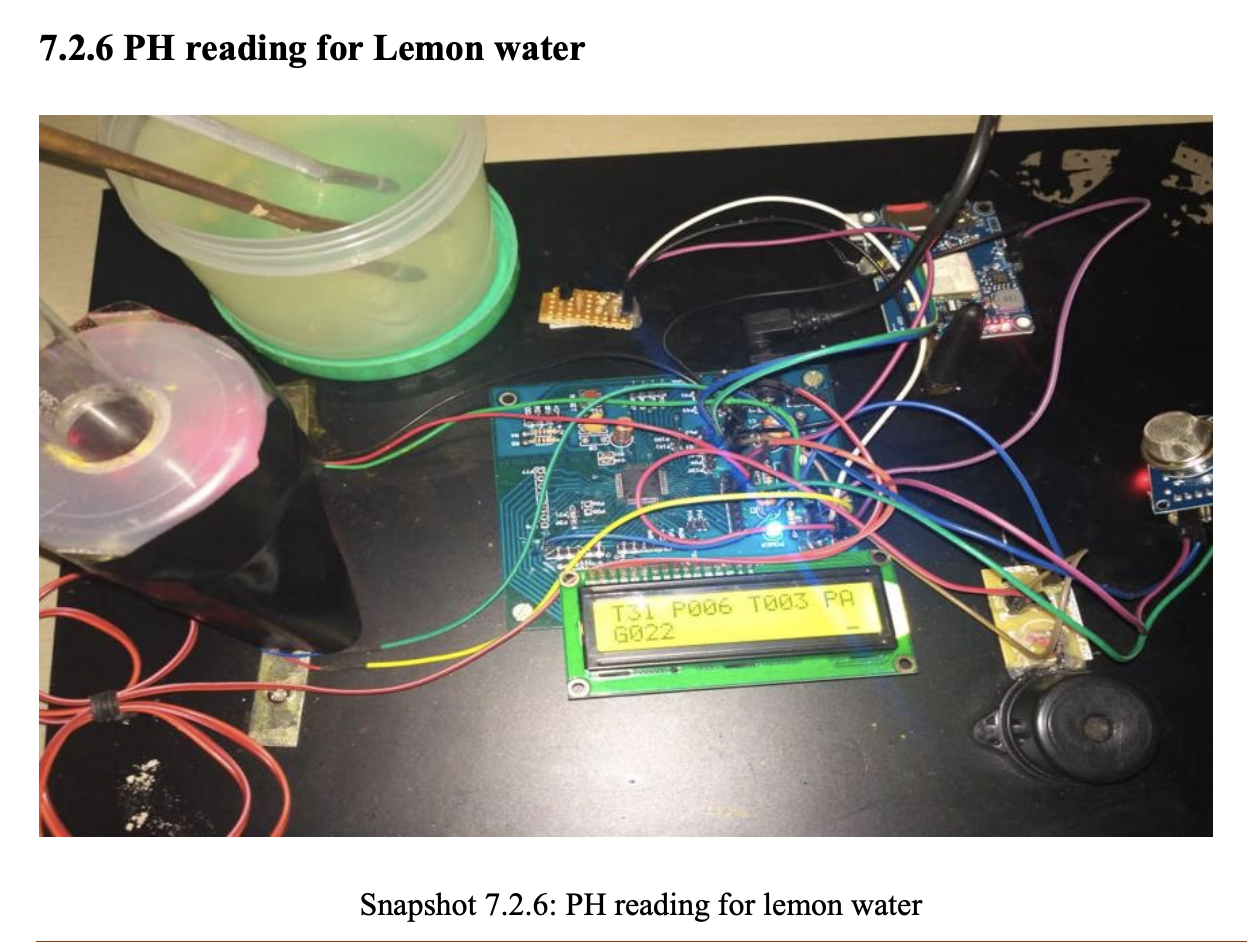 7.2.6 PH reading for Lemon water
T31 P006 T003 PA
G022
POWER
Snapshot 7.2.6: PH reading for lemon water